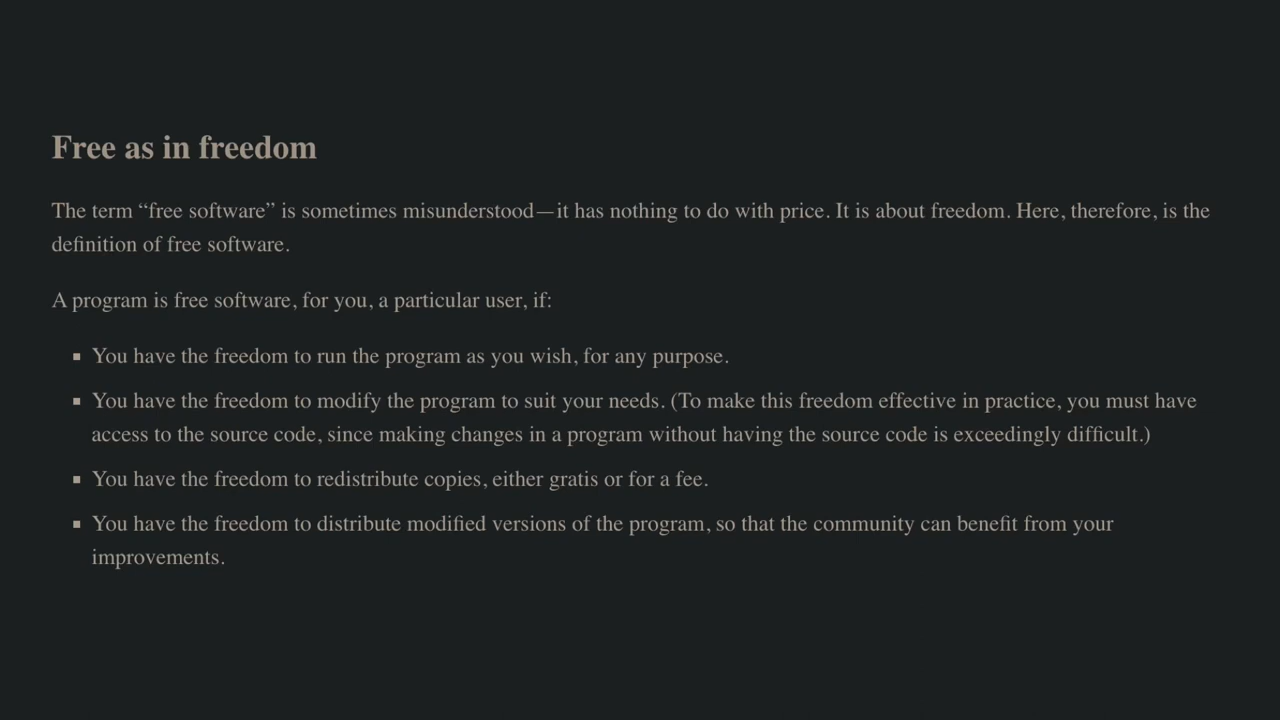 Free as in freedom
The term “free software” is sometimes misunderstood—it has nothing to do with price. It is about freedom. Here, therefore, is the
definition of free software.
A program is free software, for you, a particular user, if:
▪ You have the freedom to run the program as you wish, for any purpose.
▪ You have the freedom to modify the program to suit your needs. (To make this freedom effective in practice, you must have
access to the source code, since making changes in a program without having the source code is exceedingly difficult.)
▪ You have the freedom to redistribute copies, either gratis or for a fee.
▪ You have the freedom to distribute modified versions of the program, so that the community can benefit from your
improvements.